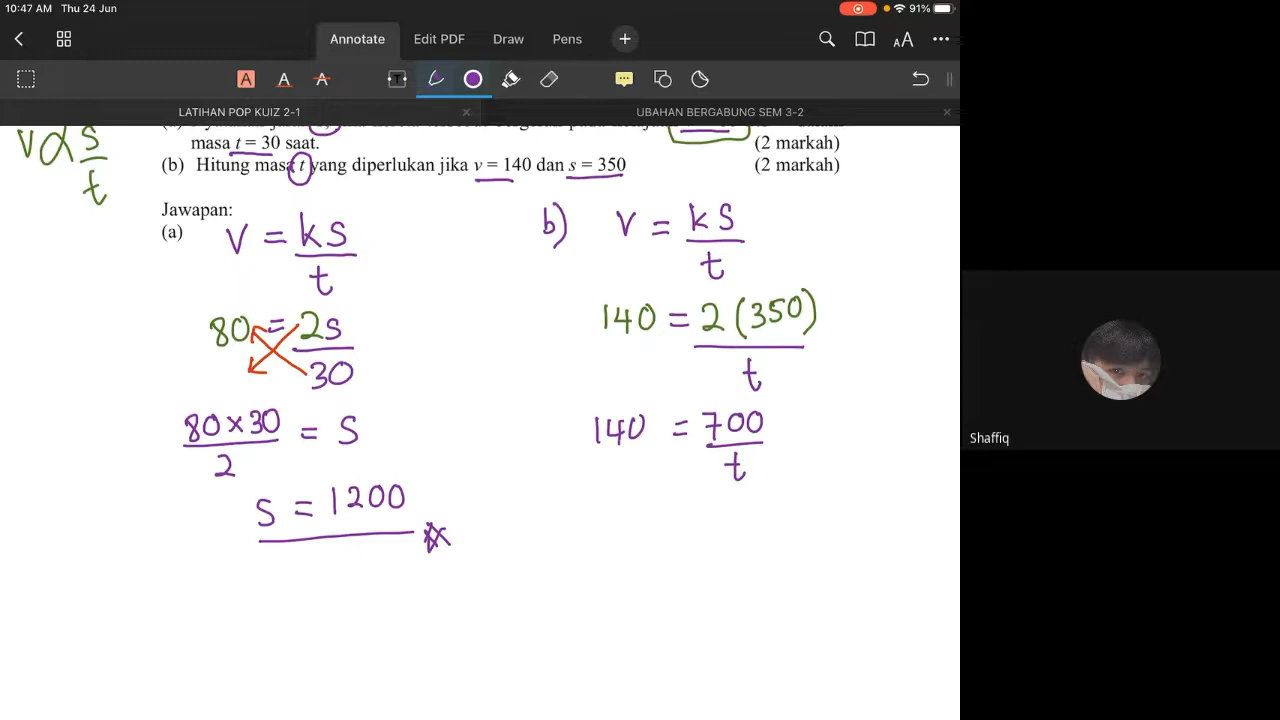 10:47 AM Thu 24 Jun 91%
Annotate Edit PDF Draw Pens
AA
A A A T
LATIHAN POP KUIZ 2-1 UBAHAN BERGABUNG SEM 3-2
v ∝ s/t
masa t = 30 saat. (2 markah)
(b) Hitung masa t yang diperlukan jika v = 140 dan s = 350 (2 markah)
Jawapan:
(a) V = ks/t
80 = 2s/30
80 × 30/2 = S
S = 1200
b) V = ks/t
140 = 2 (350)/t
140 = 700/t
Shaffiq